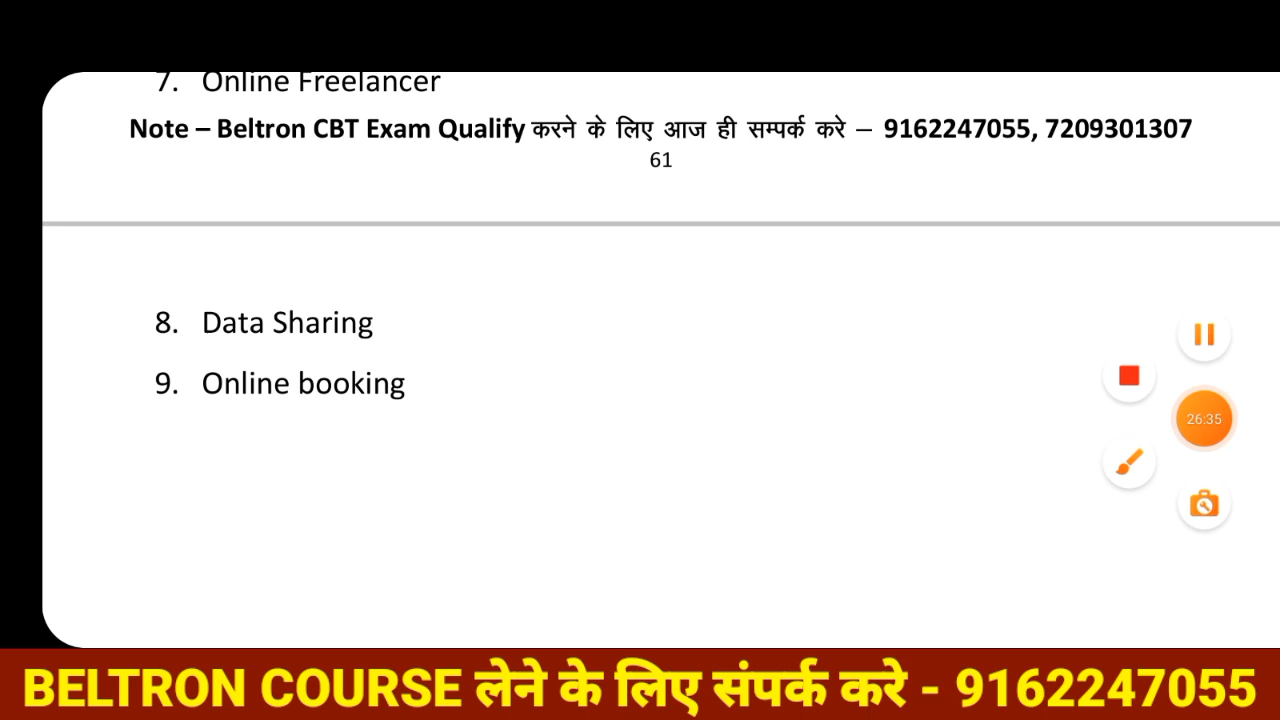 7. Online Freelancer
Note – Beltron CBT Exam Qualify करने के लिए आज ही सम्पर्क करे – 9162247055, 7209301307
61
8. Data Sharing
9. Online booking
26:35
BELTRON COURSE लेने के लिए संपर्क करे - 9162247055